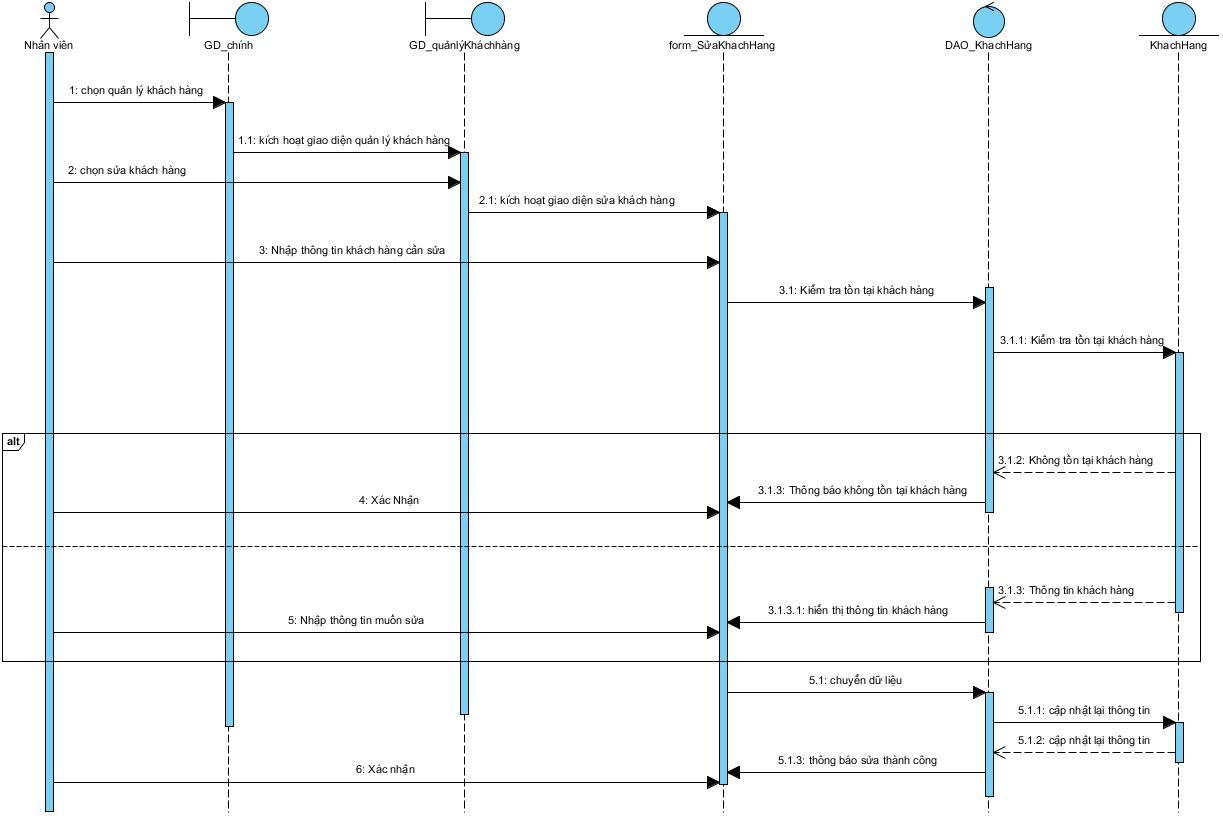 Nhân viên
GD_chính
GD_quảnlýKháchhàng
form_SửaKhachHang
DAO_KhachHang
KhachHang
1: chọn quản lý khách hàng
1.1: kích hoạt giao diện quản lý khách hàng
2: chọn sửa khách hàng
2.1: kích hoạt giao diện sửa khách hàng
3: Nhập thông tin khách hàng cần sửa
3.1: Kiểm tra tồn tại khách hàng
3.1.1: Kiểm tra tồn tại khách hàng
alt
3.1.2: Không tồn tại khách hàng
3.1.3: Thông báo không tồn tại khách hàng
4: Xác Nhận
3.1.3: Thông tin khách hàng
3.1.3.1: hiển thị thông tin khách hàng
5: Nhập thông tin muốn sửa
5.1: chuyển dữ liệu
5.1.1: cập nhật lại thông tin
5.1.2: cập nhật lại thông tin
5.1.3: thông báo sửa thành công
6: Xác nhận